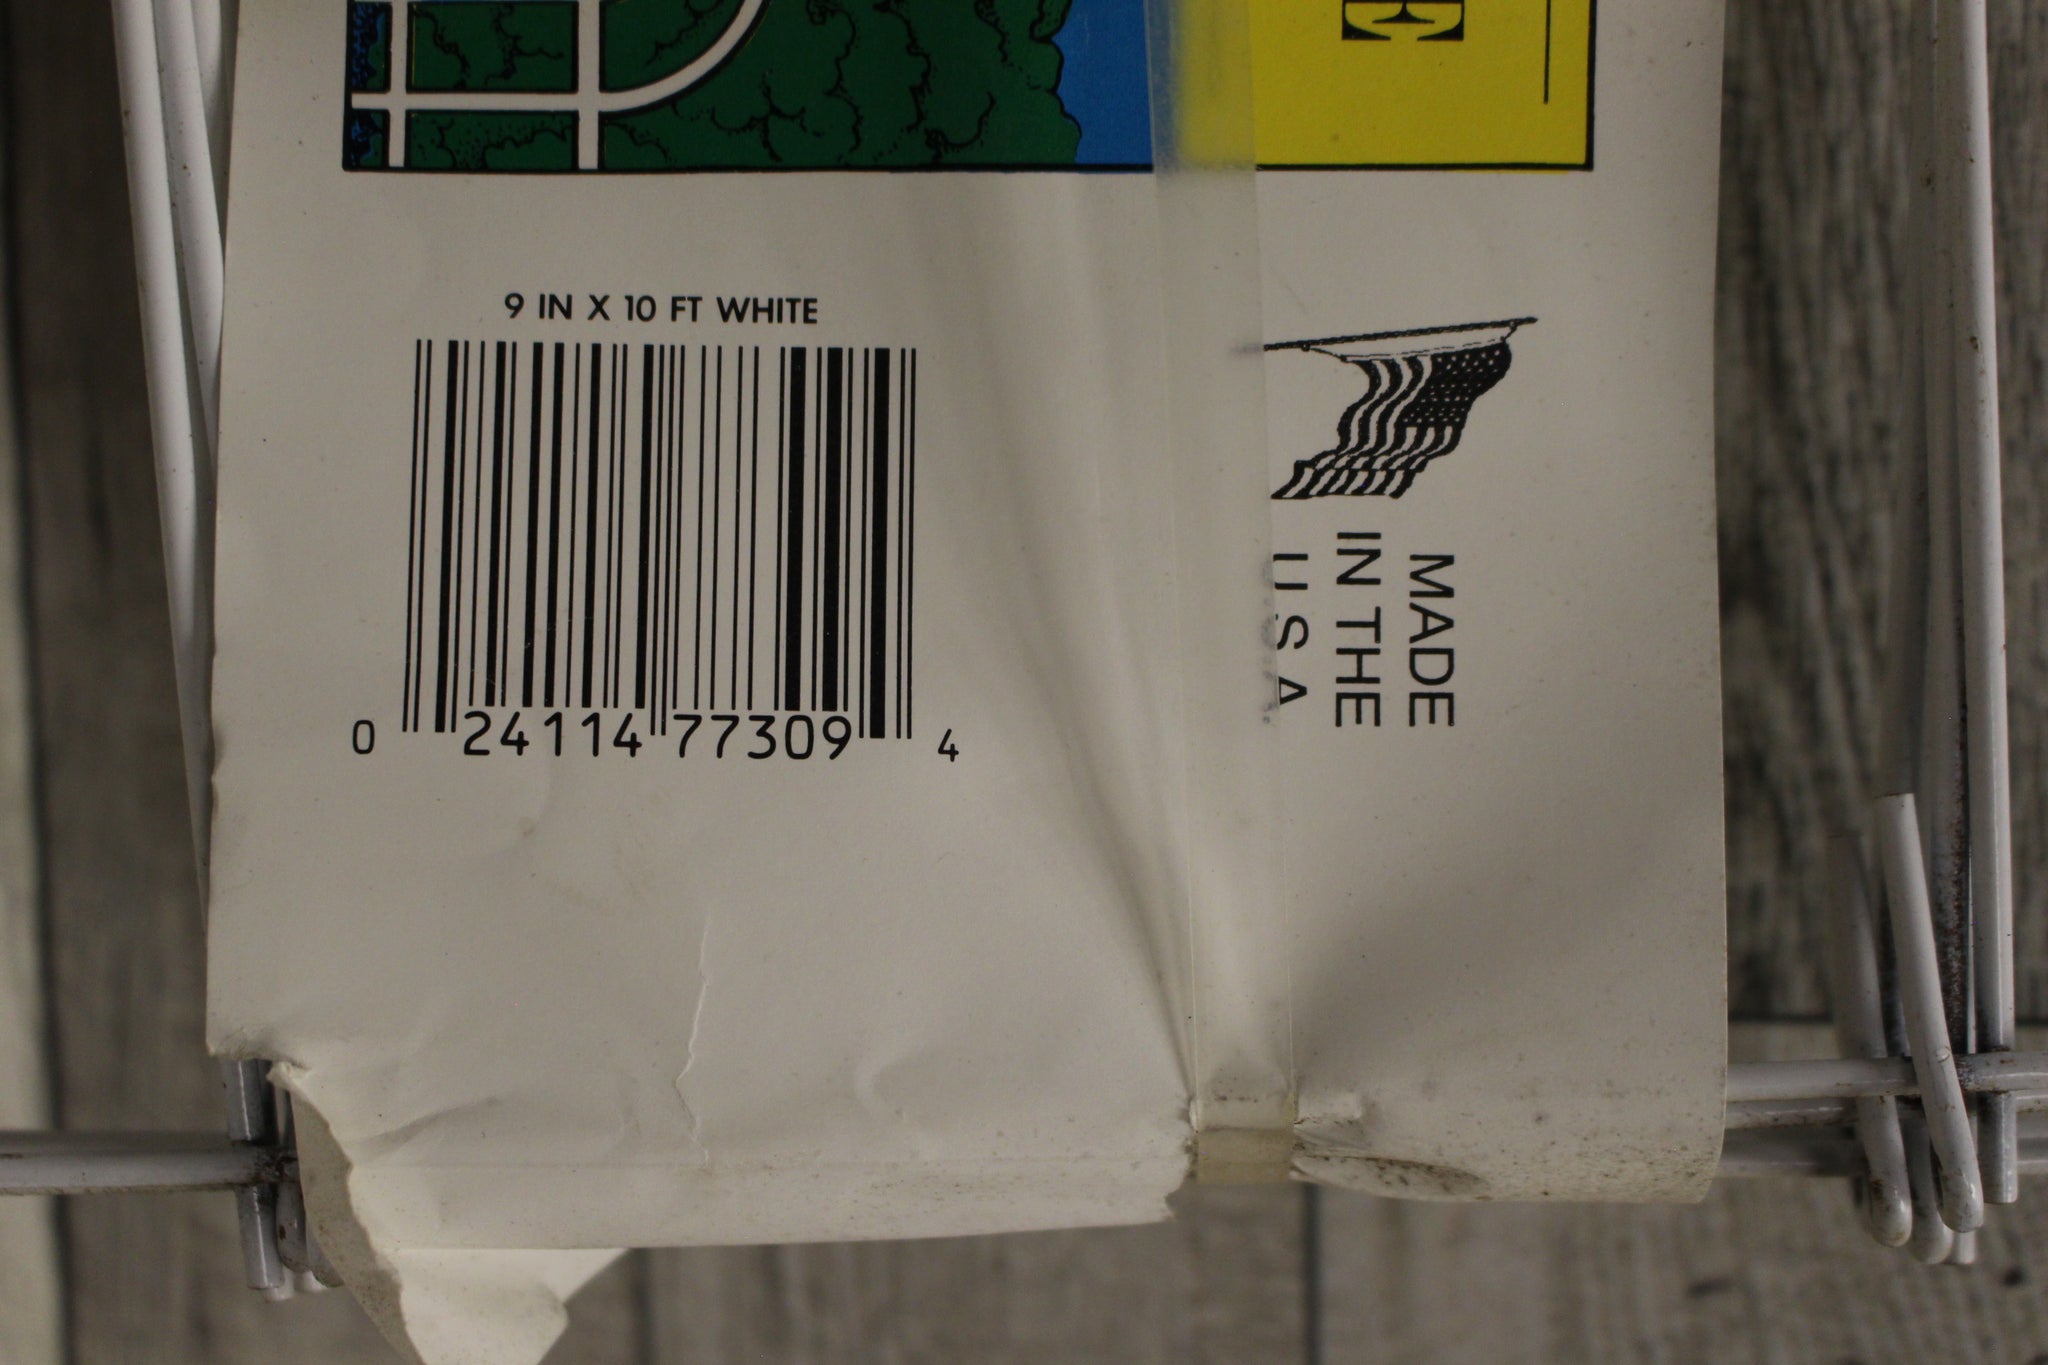 E
9 IN X 10 FT WHITE
0 24114 77309 4
MADE
IN THE
U S A